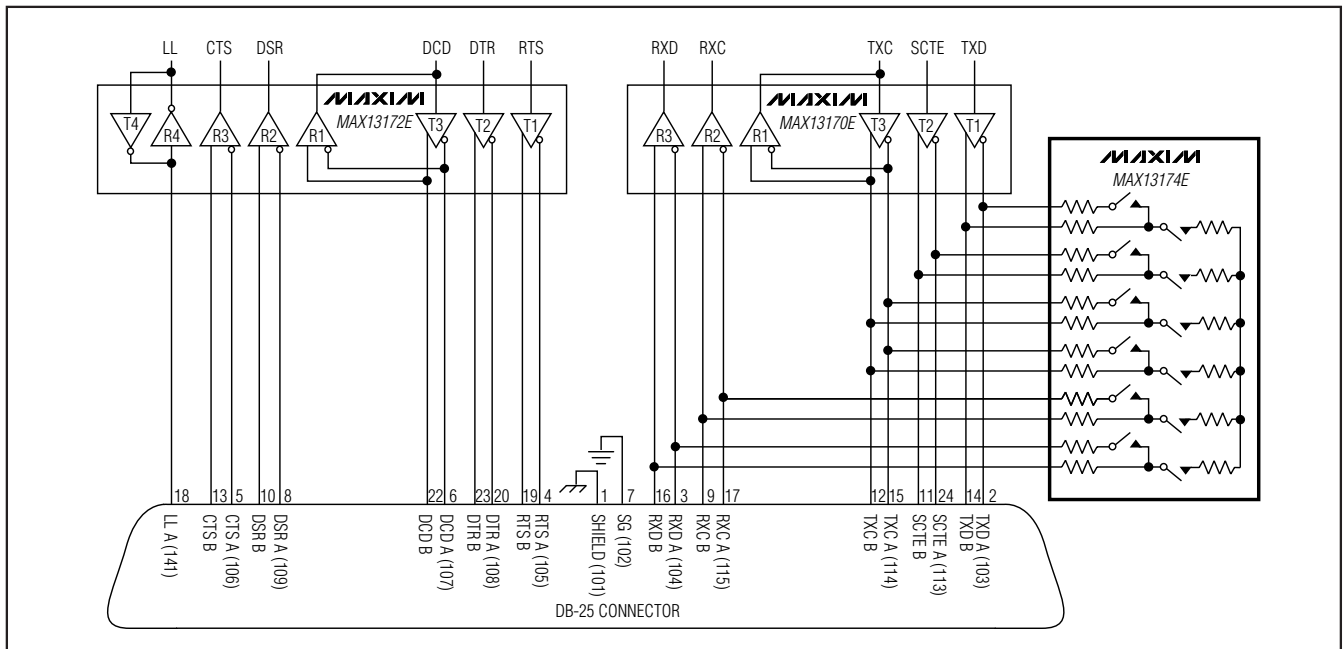 LL CTS DSR DCD DTR RTS RXD RXC TXC SCTE TXD
MAXIM
MAX13172E
T4 R4 R3 R2 R1 T3 T2 T1
MAXIM
MAX13170E
R3 R2 R1 T3 T2 T1
MAXIM
MAX13174E
18 13 5 10 8 22 6 23 20 19 4 1 7 16 3 9 17 12 15 11 24 14 2
LL A (141)
CTS B
CTS A (106)
DSR B
DSR A (109)
DCD B
DCD A (107)
DTR B
DTR A (108)
RTS B
RTS A (105)
SHIELD (101)
SG (102)
RXD B
RXD A (104)
RXC B
RXC A (115)
TXC B
TXC A (114)
SCTE B
SCTE A (113)
TXD B
TXD A (103)
DB-25 CONNECTOR